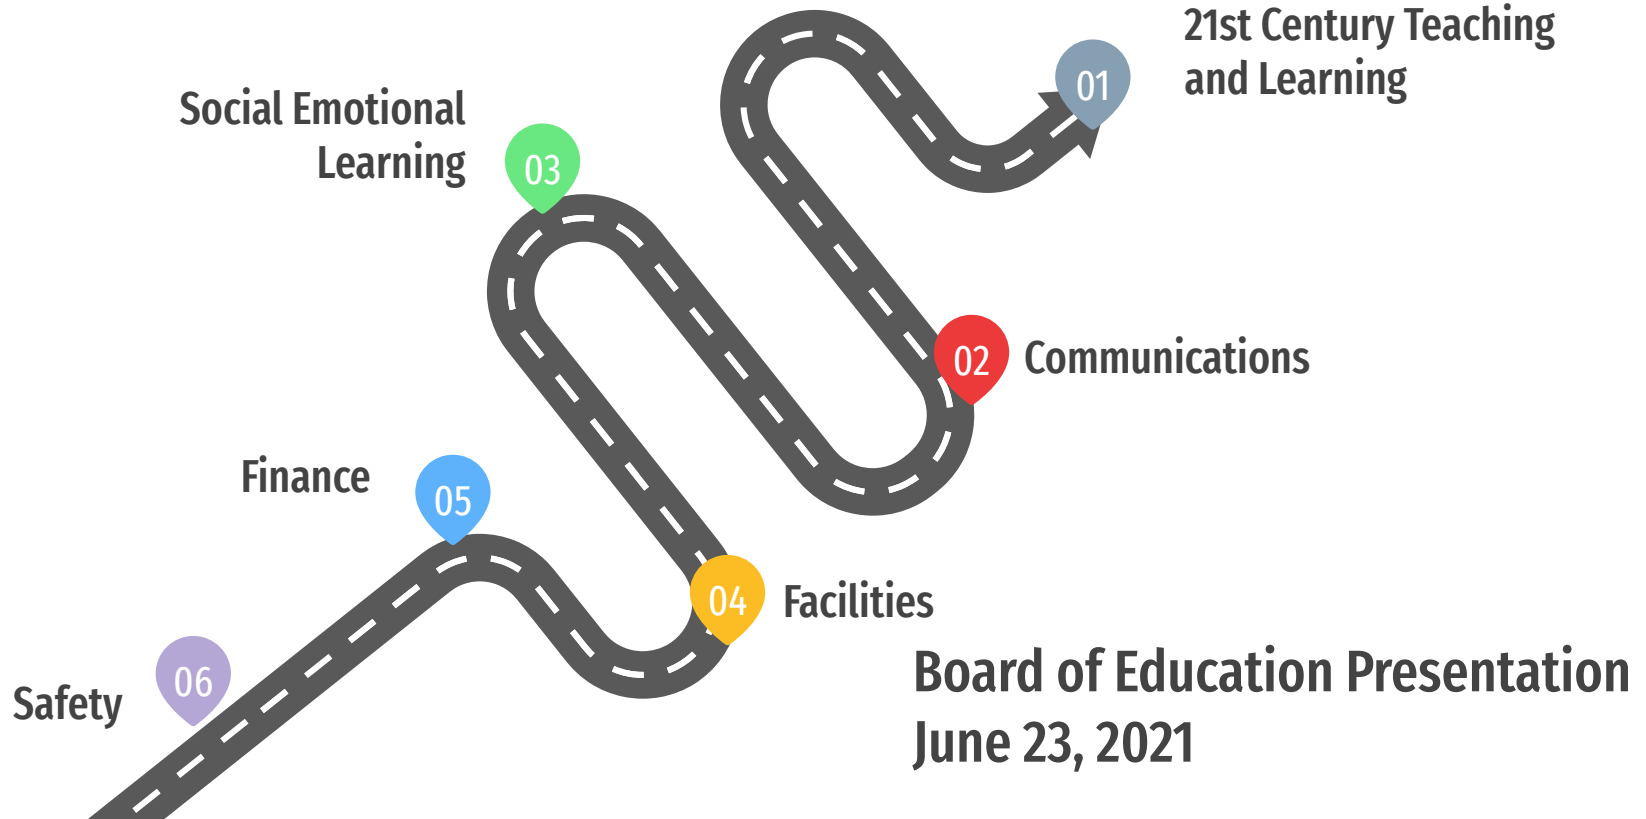 21st Century Teaching
and Learning
01
Social Emotional
Learning
03
02
Communications
Finance
05
04
Facilities
Safety
06
Board of Education Presentation
June 23, 2021